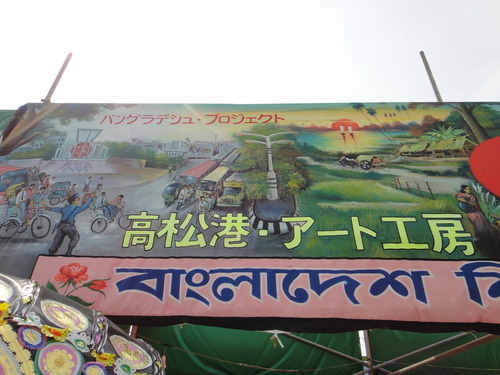 バングラデシュ・プロジェクト
高松港・アート工房
বাংলাদেশ